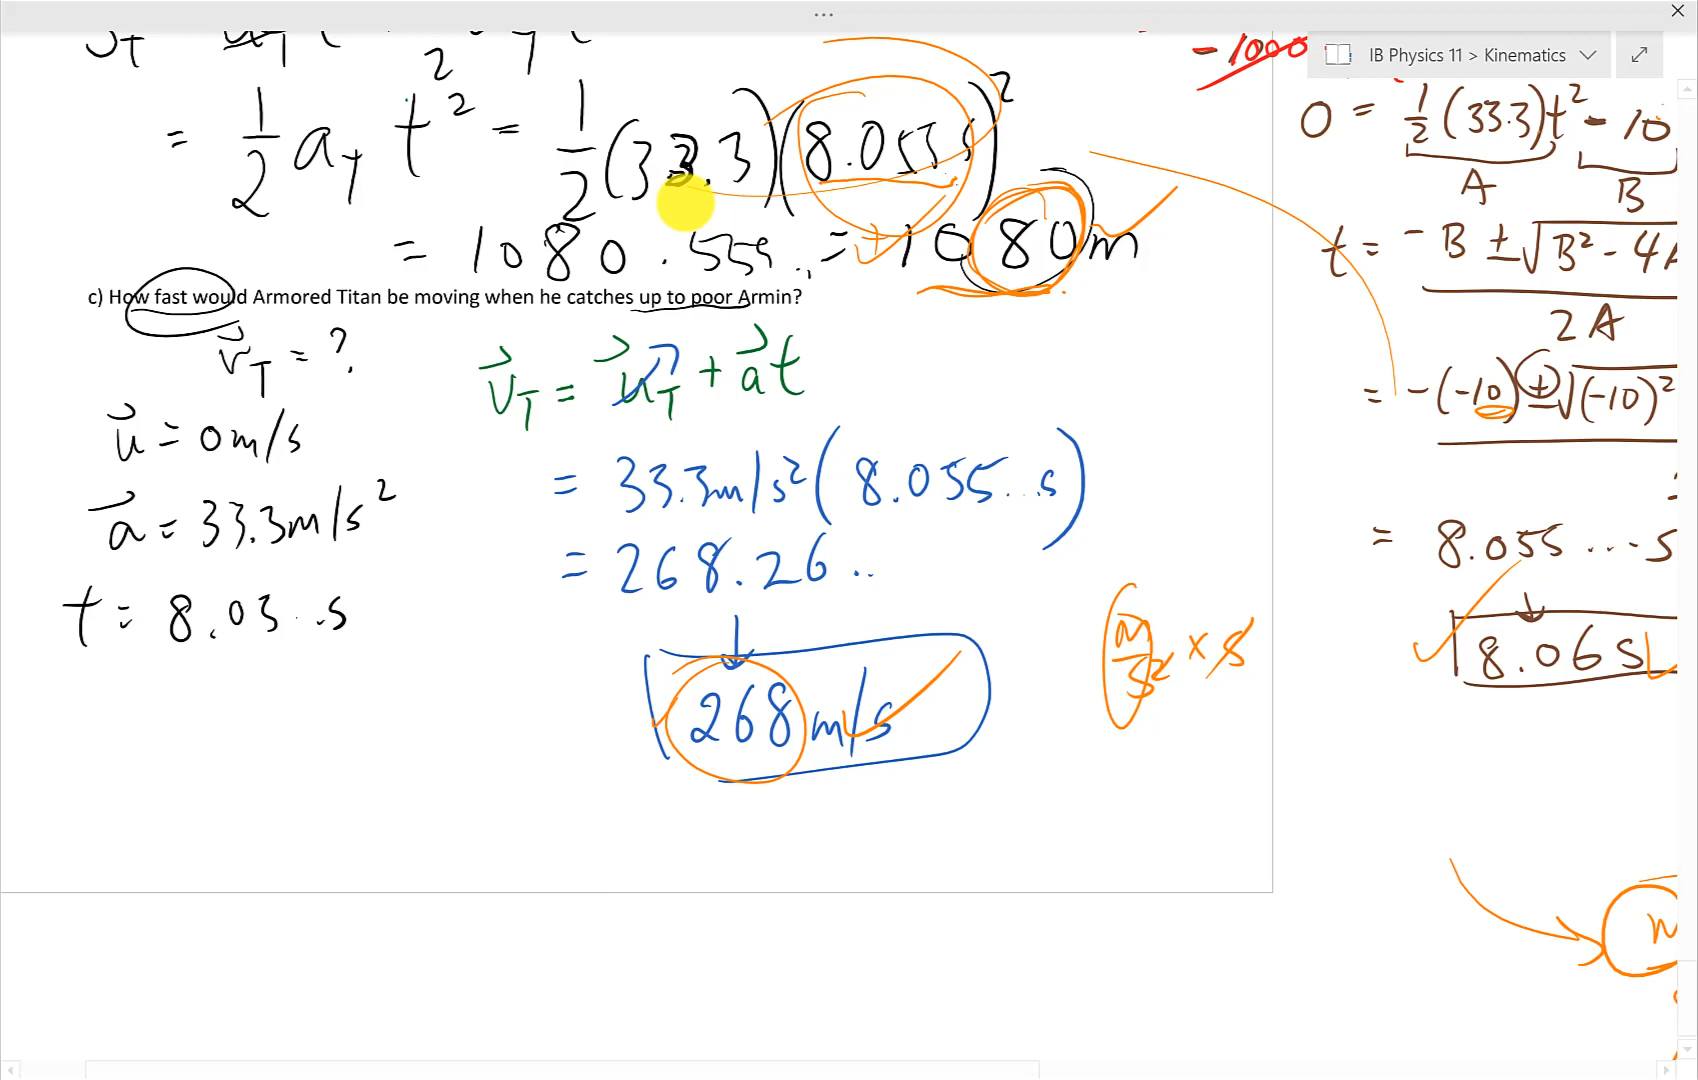 IB Physics 11 > Kinematics
- 1000
= 1/2 a_T t² = 1/2 (33.3)(8.055 s)²
= 1080.555.. = 1080m
c) How fast would Armored Titan be moving when he catches up to poor Armin?
v_T = ?
u = 0m/s
a = 33.3m/s²
t = 8.05...s
v_T = u_T + at
= 33.3m/s² (8.055...s)
= 268.26..
268 m/s
m/s² × s
0 = 1/2 (33.3)t² - 10
A B
t = -B ± √B² - 4A
2A
= -(-10) ± √(-10)²
= 8.055...s
8.06s